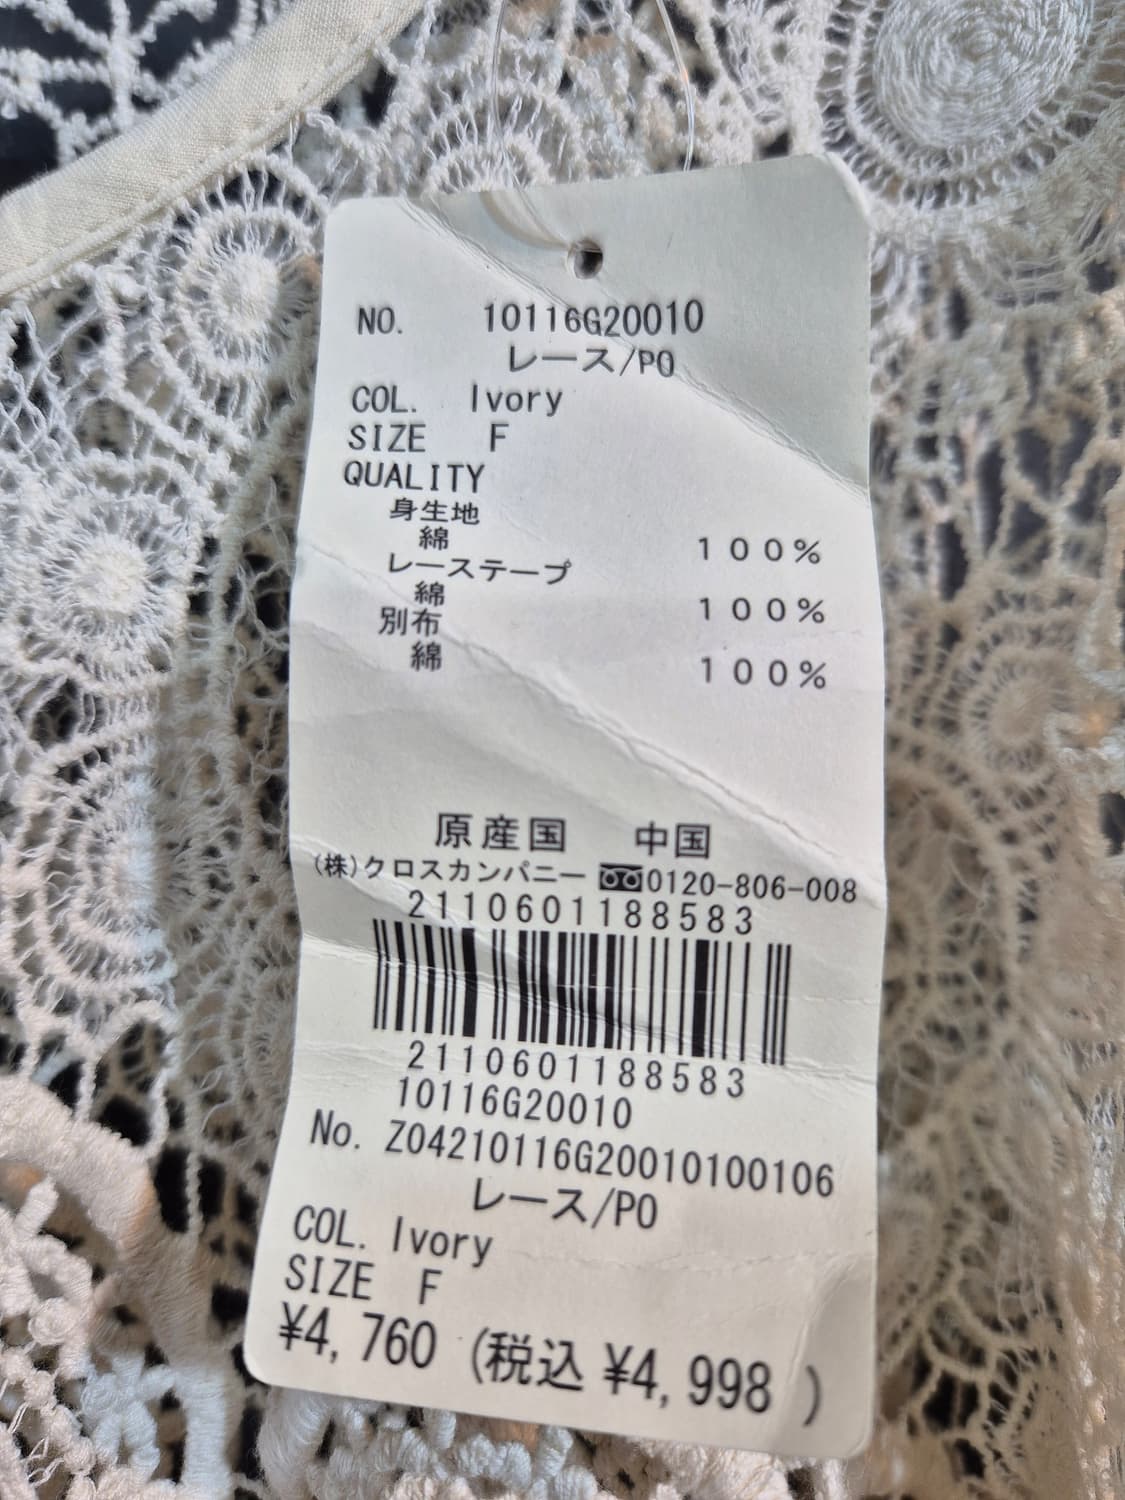 NO. 10116G20010
レース/PO
COL. Ivory
SIZE F
QUALITY
身生地
綿 100%
レーステープ
綿 100%
別布
綿 100%
原産国 中国
(株)クロスカンパニー 0120-806-008
2110601188583
2110601188583
10116G20010
No. Z04210116G20010100106
レース/PO
COL. Ivory
SIZE F
¥4,760 (税込 ¥4,998 )